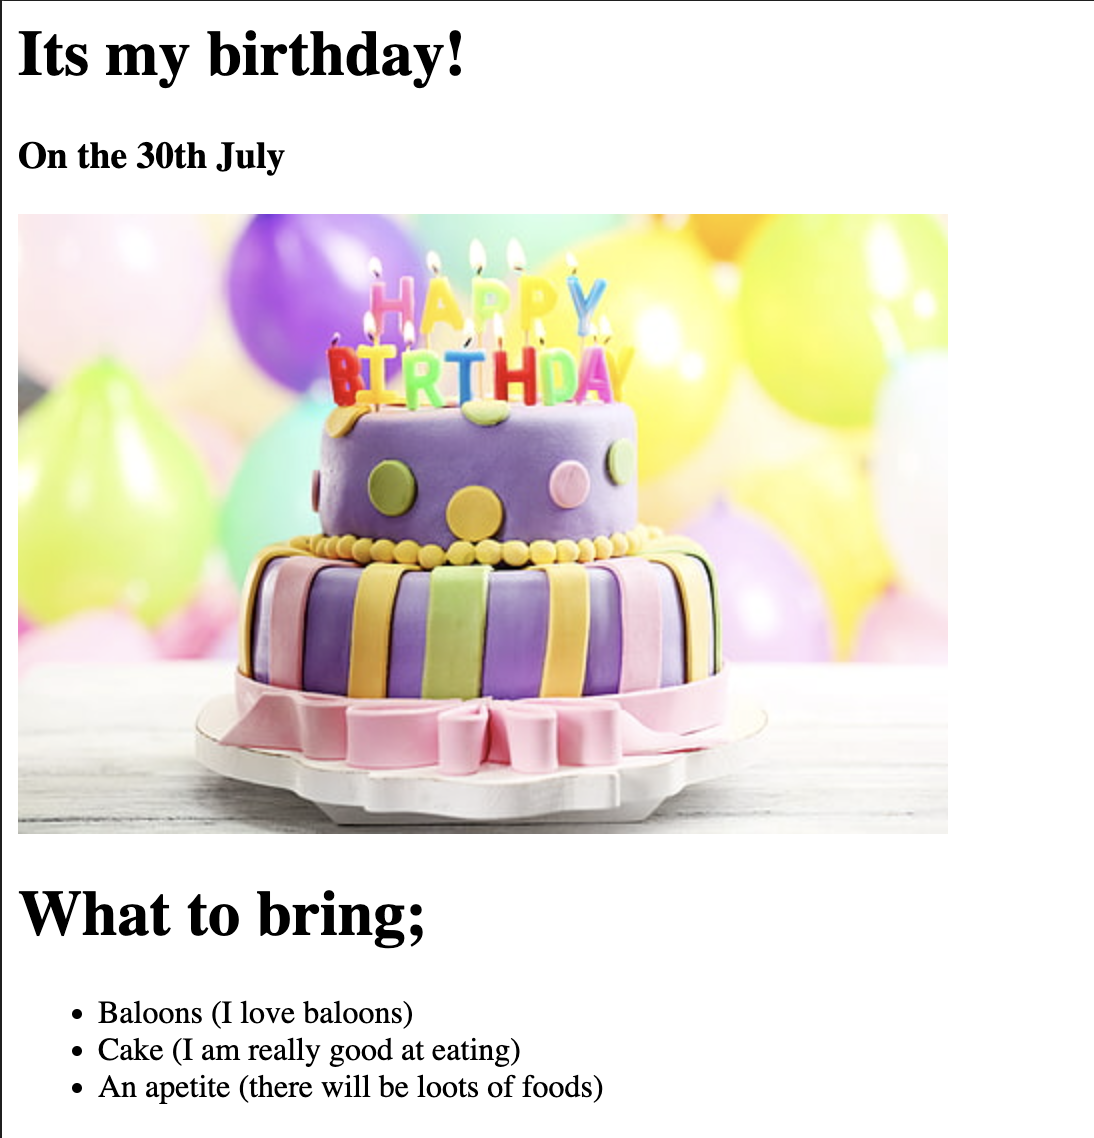 Its my birthday!
On the 30th July
HAPPY
BIRTHDAY
What to bring;
Baloons (I love baloons)
Cake (I am really good at eating)
An apetite (there will be loots of foods)